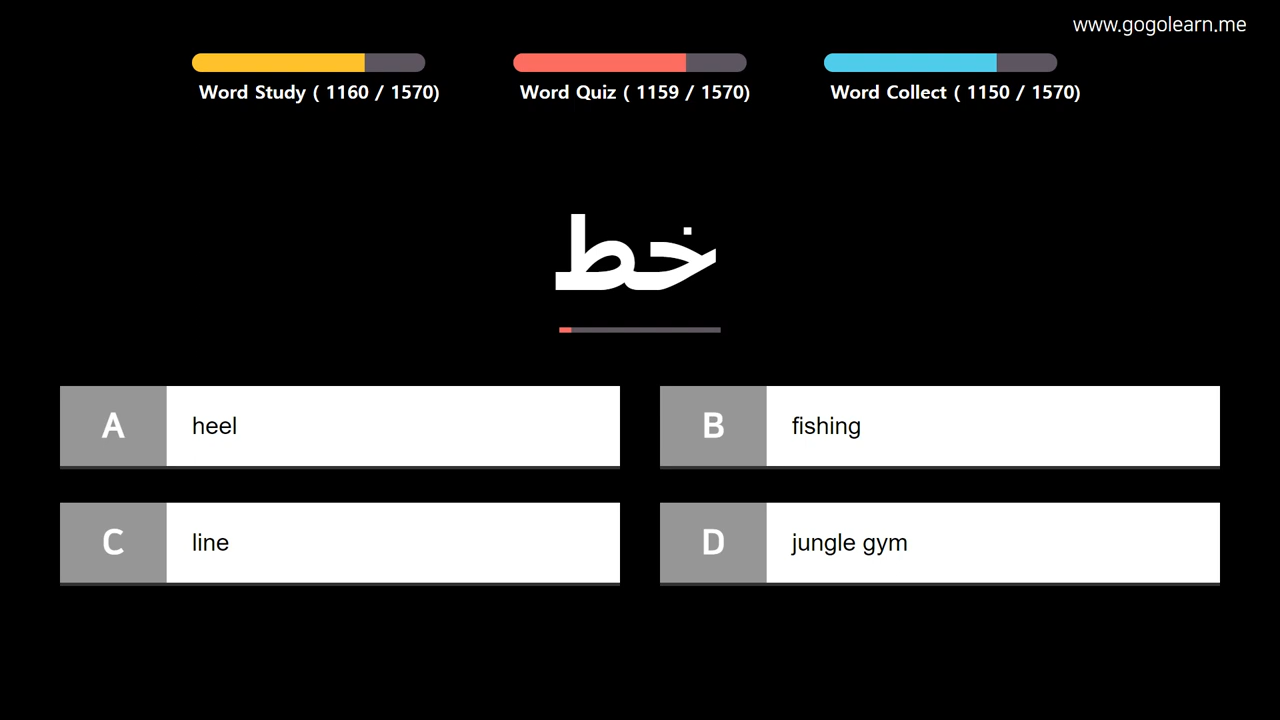 www.gogolearn.me
Word Study ( 1160 / 1570)
Word Quiz ( 1159 / 1570)
Word Collect ( 1150 / 1570)
خط
A heel
B fishing
C line
D jungle gym